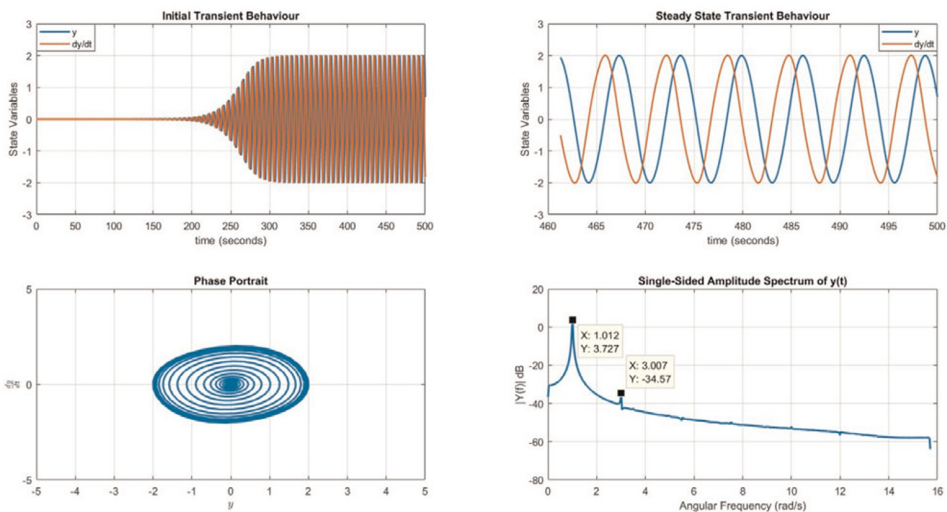 Initial Transient Behaviour
3
2
1
0
-1
-2
-3
State Variables
y
dy/dt
0 50 100 150 200 250 300 350 400 450 500
time (seconds)
Steady State Transient Behaviour
3
2
1
0
-1
-2
-3
State Variables
y
dy/dt
460 465 470 475 480 485 490 495 500
time (seconds)
Phase Portrait
5
0
-5
dy/dt
-5 -4 -3 -2 -1 0 1 2 3 4 5
y
Single-Sided Amplitude Spectrum of y(t)
20
0
-20
-40
-60
-80
|Y(f)| dB
X: 1.012
Y: 3.727
X: 3.007
Y: -34.57
0 2 4 6 8 10 12 14 16
Angular Frequency (rad/s)